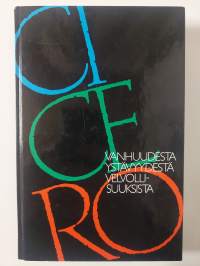 CI
CE
RO
VANHUUDESTA
YSTÄVYYDESTÄ
VELVOLLI-
SUUKSISTA